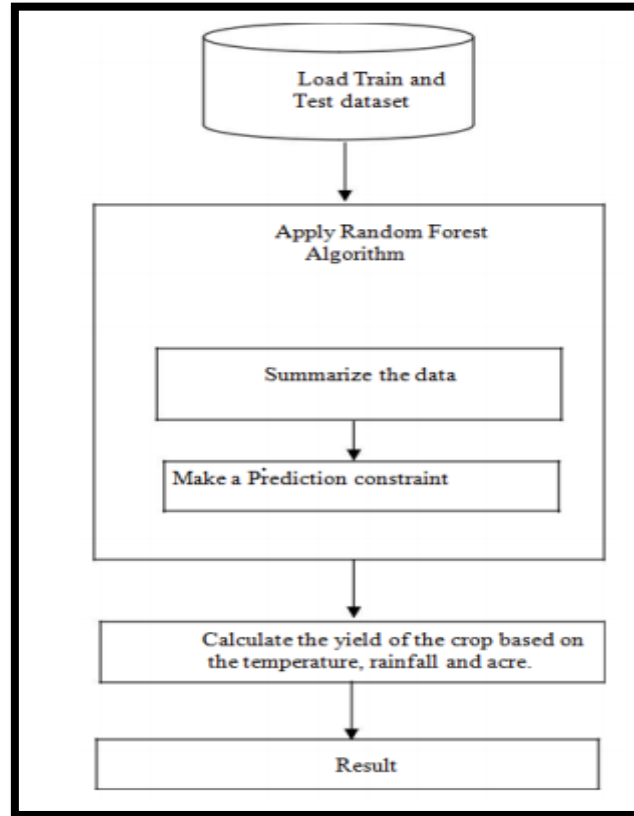 Load Train and
Test dataset
Apply Random Forest
Algorithm
Summarize the data
Make a Prediction constraint
Calculate the yield of the crop based on
the temperature, rainfall and acre.
Result